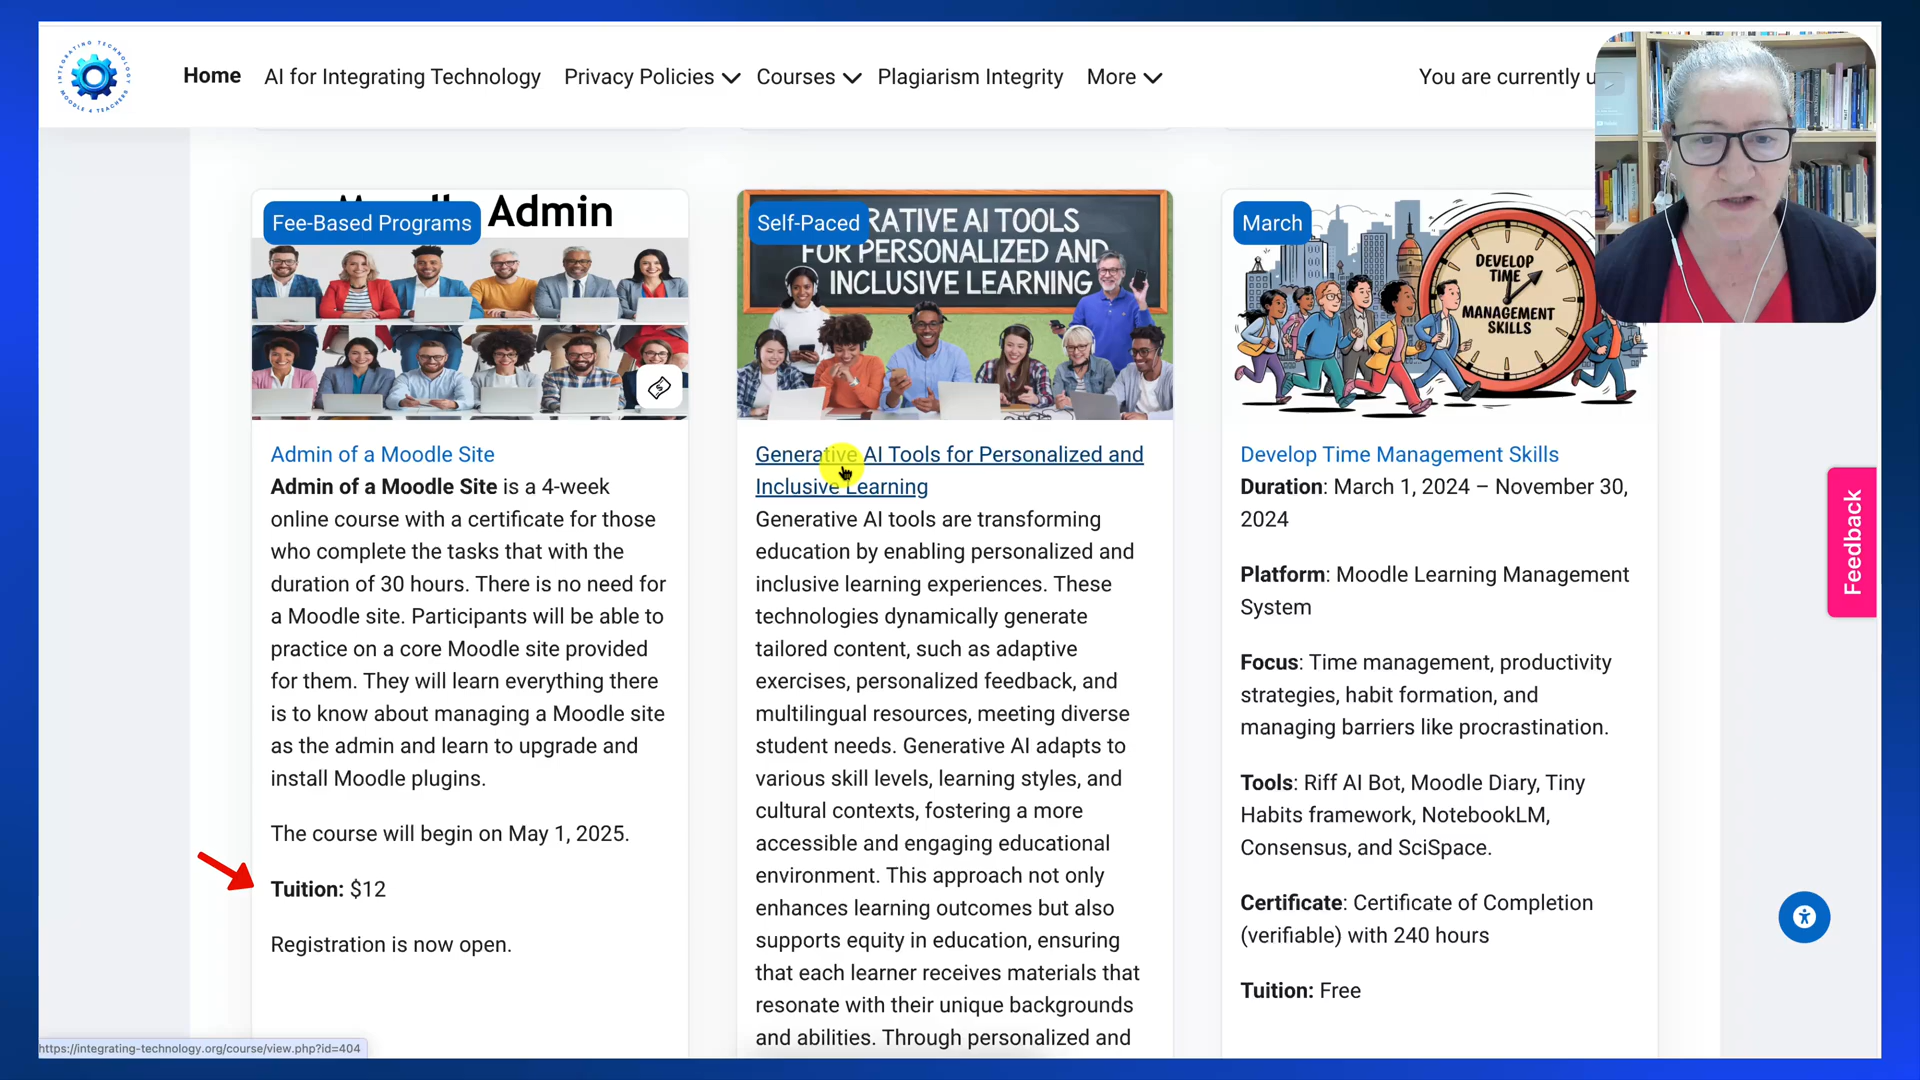 INTEGRATING TECHNOLOGY
MOODLE 4 TEACHERS
Home
AI for Integrating Technology
Privacy Policies
Courses
Plagiarism Integrity
More
You are currently u
Admin
Fee-Based Programs
Admin of a Moodle Site
Admin of a Moodle Site is a 4-week
online course with a certificate for those
who complete the tasks that with the
duration of 30 hours. There is no need for
a Moodle site. Participants will be able to
practice on a core Moodle site provided
for them. They will learn everything there
is to know about managing a Moodle site
as the admin and learn to upgrade and
install Moodle plugins.
The course will begin on May 1, 2025.
Tuition: $12
Registration is now open.
Self-Paced
RATIVE AI TOOLS
FOR PERSONALIZED AND
INCLUSIVE LEARNING
Generative AI Tools for Personalized and
Inclusive Learning
Generative AI tools are transforming
education by enabling personalized and
inclusive learning experiences. These
technologies dynamically generate
tailored content, such as adaptive
exercises, personalized feedback, and
multilingual resources, meeting diverse
student needs. Generative AI adapts to
various skill levels, learning styles, and
cultural contexts, fostering a more
accessible and engaging educational
environment. This approach not only
enhances learning outcomes but also
supports equity in education, ensuring
that each learner receives materials that
resonate with their unique backgrounds
and abilities. Through personalized and
March
DEVELOP
TIME
MANAGEMENT
SKILLS
Develop Time Management Skills
Duration: March 1, 2024 – November 30,
2024
Platform: Moodle Learning Management
System
Focus: Time management, productivity
strategies, habit formation, and
managing barriers like procrastination.
Tools: Riff AI Bot, Moodle Diary, Tiny
Habits framework, NotebookLM,
Consensus, and SciSpace.
Certificate: Certificate of Completion
(verifiable) with 240 hours
Tuition: Free
Feedback
https://integrating-technology.org/course/view.php?id=404